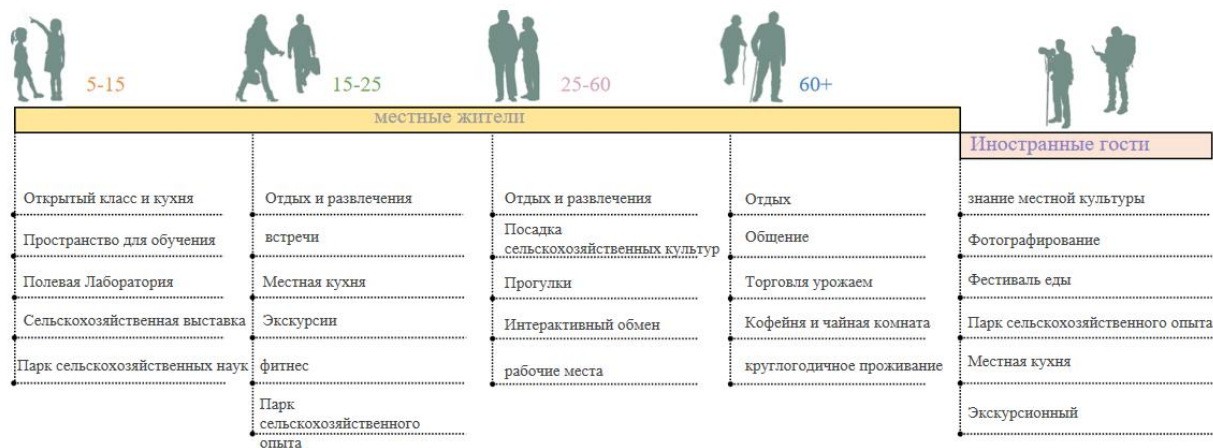 5-15
15-25
25-60
60+
местные жители
Иностранные гости
Открытый класс и кухня
Пространство для обучения
Полевая Лаборатория
Сельскохозяйственная выставка
Парк сельскохозяйственных наук
Отдых и развлечения
встречи
Местная кухня
Экскурсии
фитнес
Парк
сельскохозяйственного
опыта
Отдых и развлечения
Посадка
сельскохозяйственных культур
Прогулки
Интерактивный обмен
рабочие места
Отдых
Общение
Торговля урожаем
Кофейня и чайная комната
круглогодичное проживание
знание местной культуры
Фотографирование
Фестиваль еды
Парк сельскохозяйственного опыта
Местная кухня
Экскурсионный